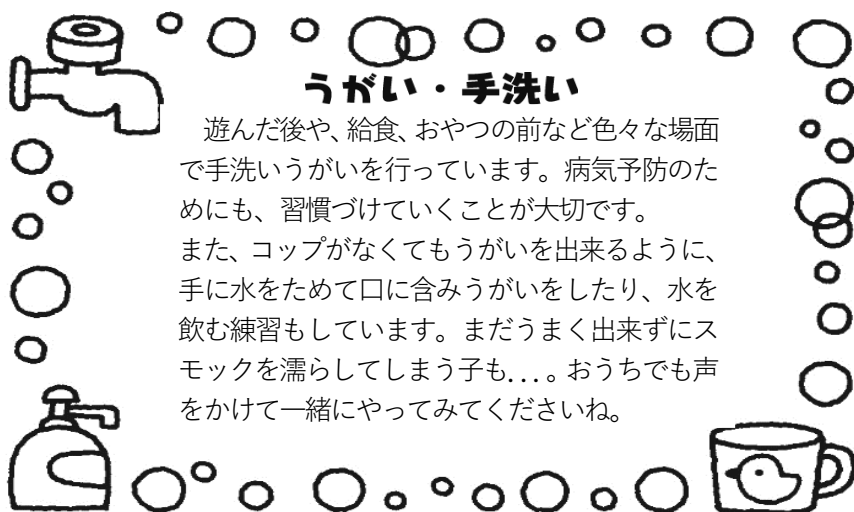 うがい・手洗い
　遊んだ後や、給食、おやつの前など色々な場面
で手洗いうがいを行っています。病気予防のた
めにも、習慣づけていくことが大切です。
また、コップがなくてもうがいを出来るように、
手に水をためて口に含みうがいをしたり、水を
飲む練習もしています。まだうまく出来ずにス
モックを濡らしてしまう子も...。おうちでも声
をかけて一緒にやってみてくださいね。